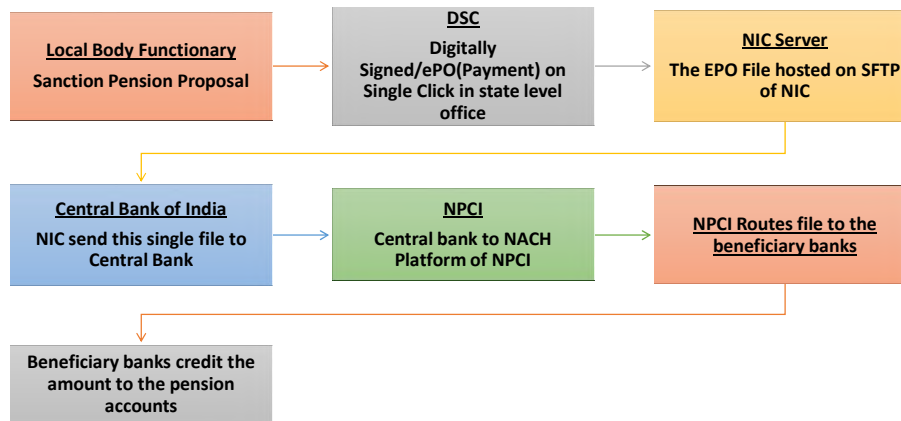 Local Body Functionary
Sanction Pension Proposal
DSC
Digitally
Signed/ePO(Payment) on
Single Click in state level
office
NIC Server
The EPO File hosted on SFTP
of NIC
Central Bank of India
NIC send this single file to
Central Bank
NPCI
Central bank to NACH
Platform of NPCI
NPCI Routes file to the
beneficiary banks
Beneficiary banks credit the
amount to the pension
accounts